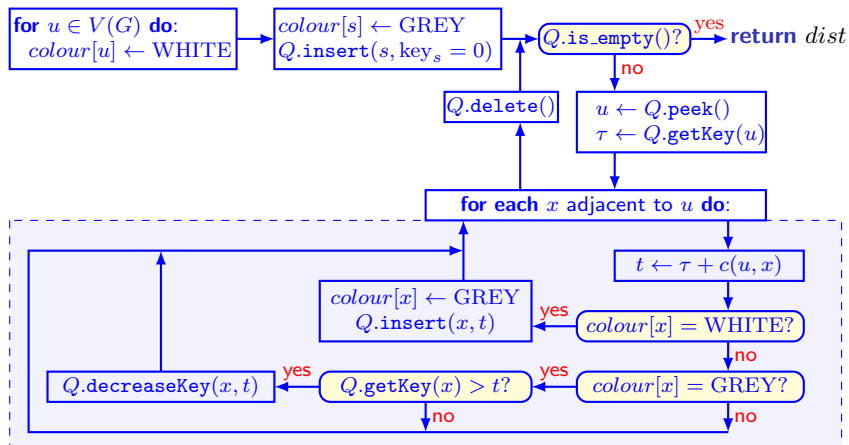 for u ∈ V(G) do:
colour[u] ← WHITE
colour[s] ← GREY
Q.insert(s, key_s = 0)
Q.is_empty()?
yes
return dist
no
Q.delete()
u ← Q.peek()
τ ← Q.getKey(u)
for each x adjacent to u do:
t ← τ + c(u, x)
colour[x] ← GREY
Q.insert(x, t)
yes
colour[x] = WHITE?
no
Q.decreaseKey(x, t)
yes
Q.getKey(x) > t?
yes
colour[x] = GREY?
no
no